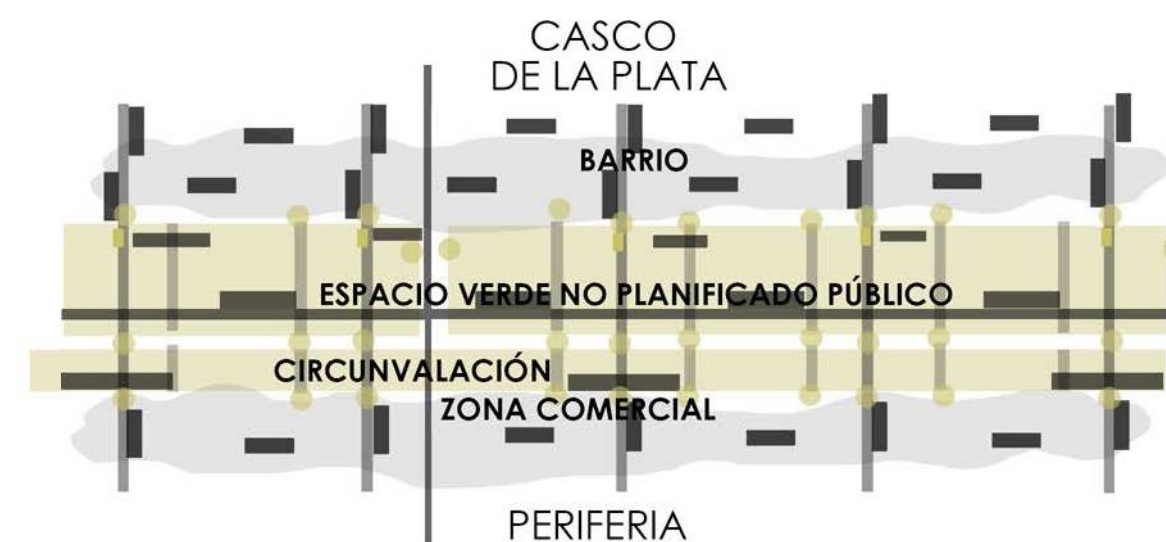 CASCO
DE LA PLATA
BARRIO
ESPACIO VERDE NO PLANIFICADO PÚBLICO
CIRCUNVALACIÓN
ZONA COMERCIAL
PERIFERIA